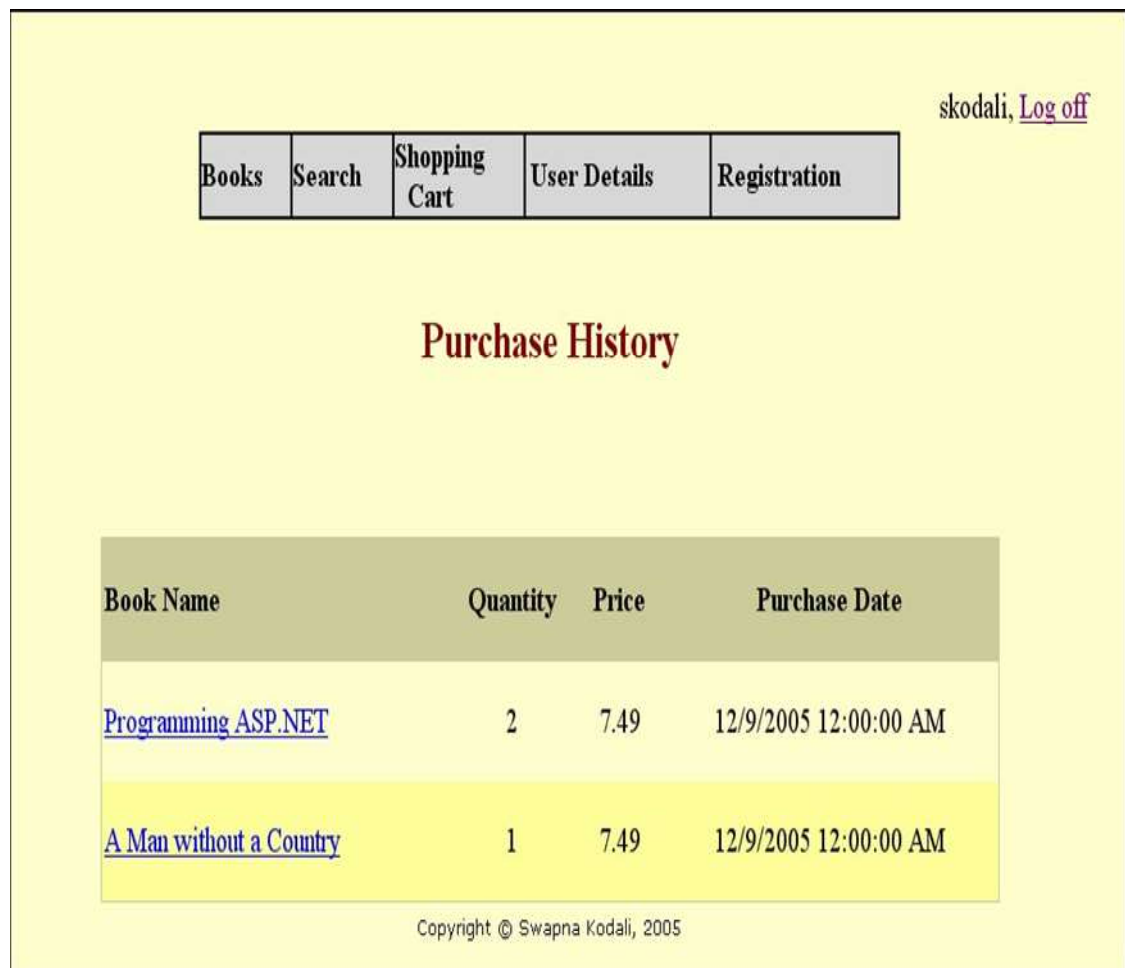 skodali, Log off
Books Search Shopping Cart User Details Registration
Purchase History
Book Name Quantity Price Purchase Date
Programming ASP.NET 2 7.49 12/9/2005 12:00:00 AM
A Man without a Country 1 7.49 12/9/2005 12:00:00 AM
Copyright © Swapna Kodali, 2005